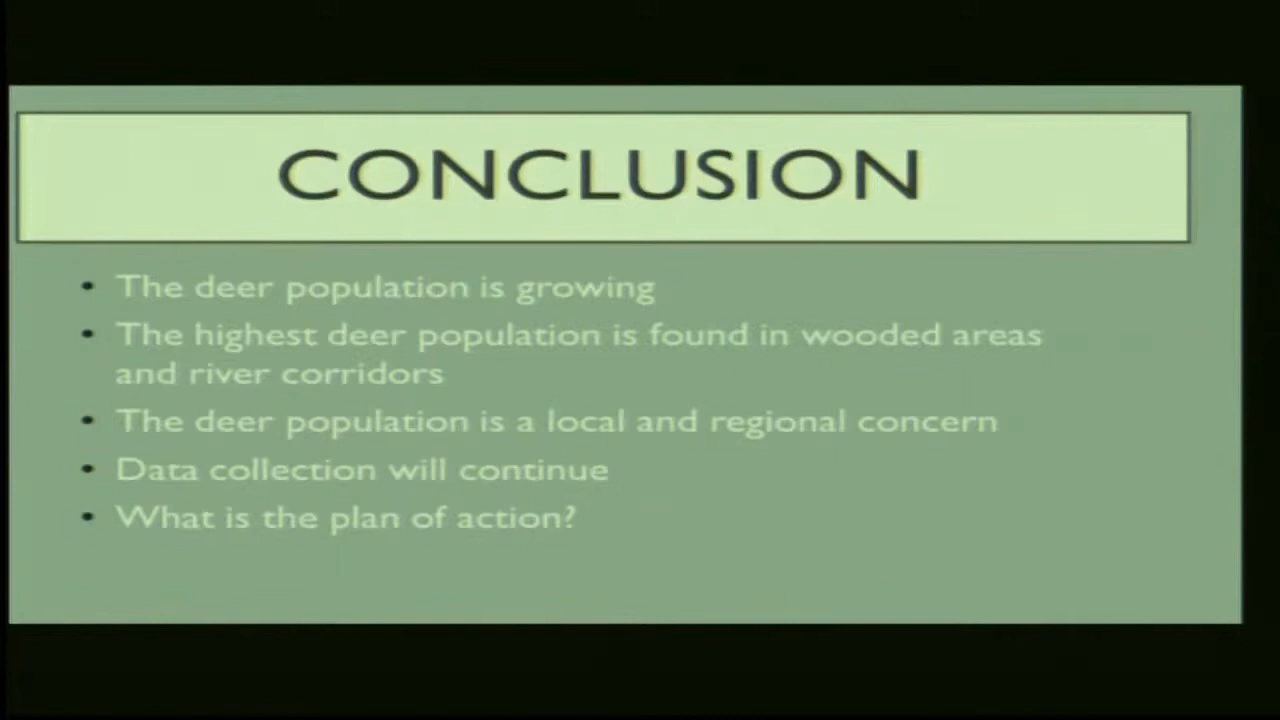 CONCLUSION
• The deer population is growing
• The highest deer population is found in wooded areas
and river corridors
• The deer population is a local and regional concern
• Data collection will continue
• What is the plan of action?